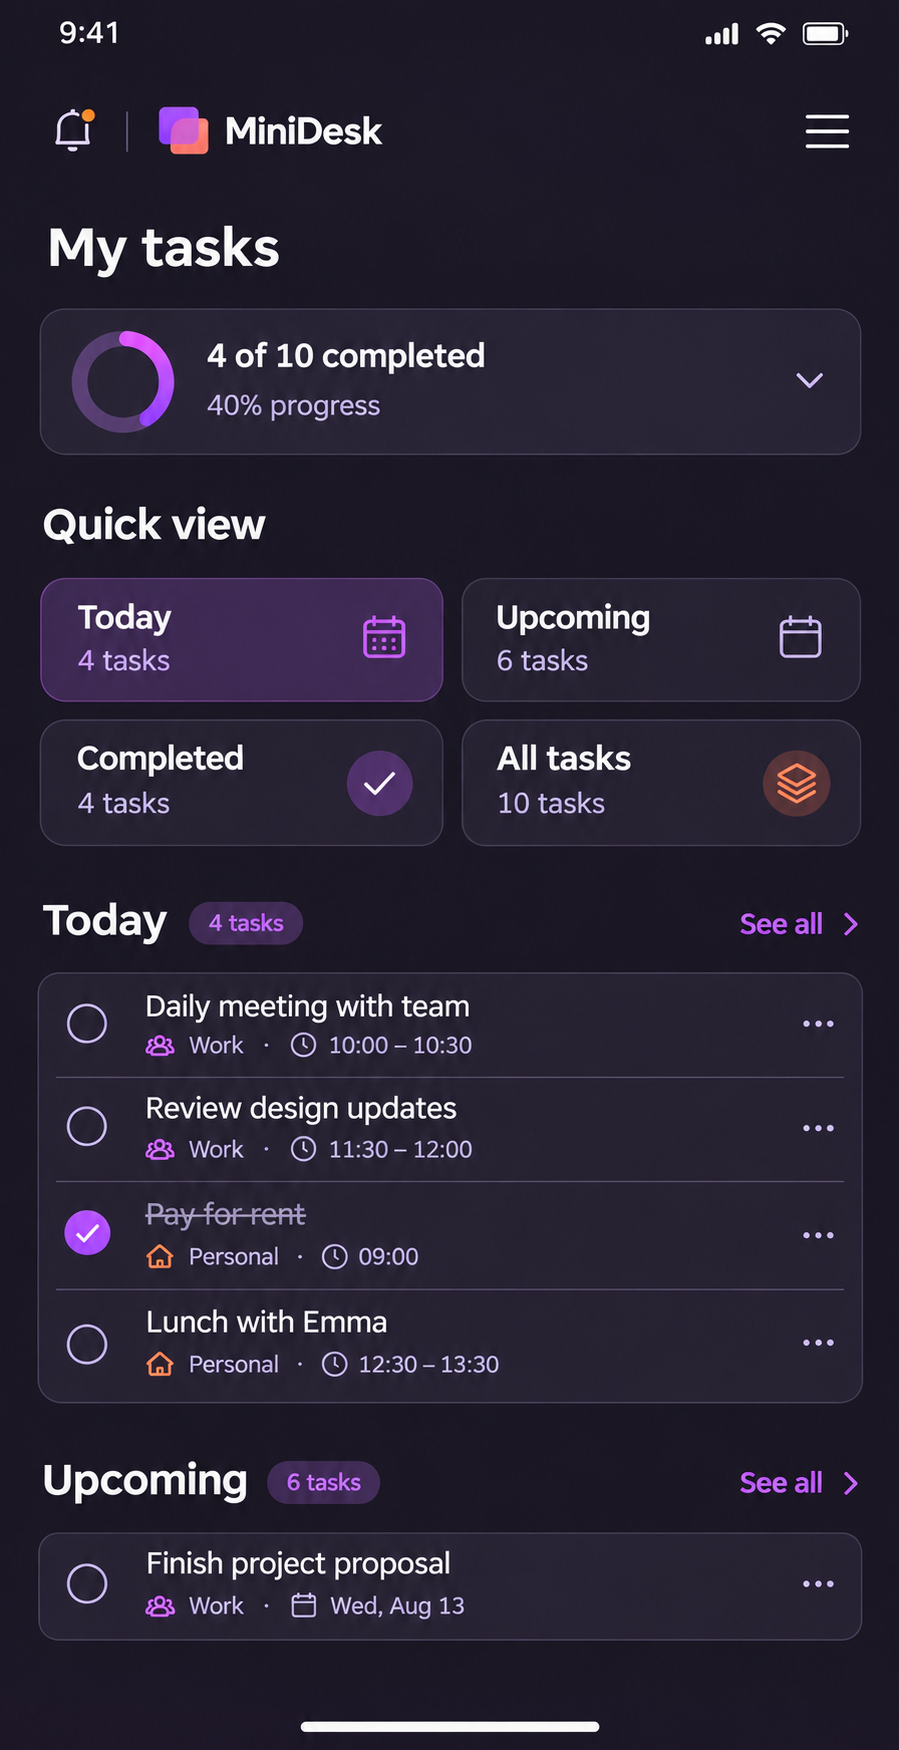 9:41
MiniDesk
My tasks
4 of 10 completed
40% progress
Quick view
Today
4 tasks
Upcoming
6 tasks
Completed
4 tasks
All tasks
10 tasks
Today
4 tasks
See all
Daily meeting with team
Work · 10:00 – 10:30
Review design updates
Work · 11:30 – 12:00
Pay for rent
Personal · 09:00
Lunch with Emma
Personal · 12:30 – 13:30
Upcoming
6 tasks
See all
Finish project proposal
Work · Wed, Aug 13